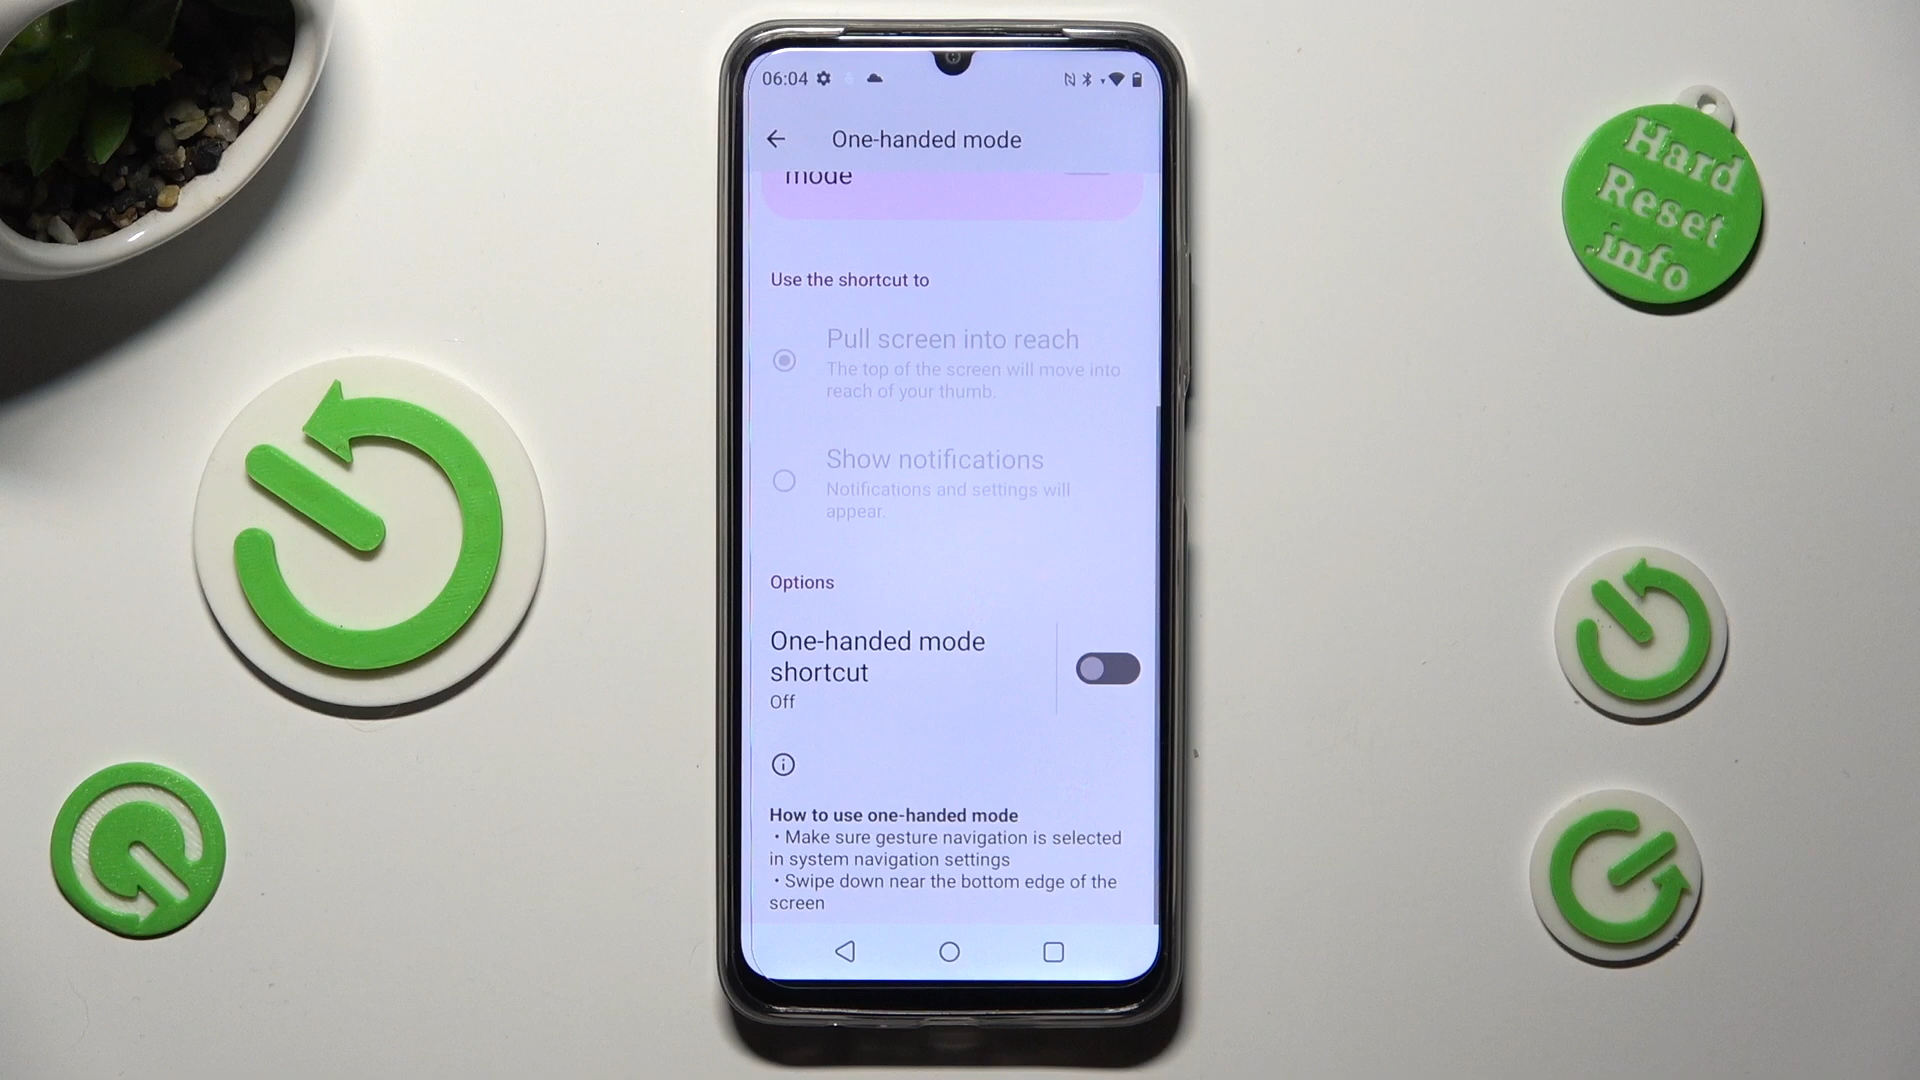 06:04
One-handed mode
mode
Use the shortcut to
Pull screen into reach
The top of the screen will move into
reach of your thumb.
Show notifications
Notifications and settings will
appear.
Options
One-handed mode
shortcut
Off
How to use one-handed mode
• Make sure gesture navigation is selected
in system navigation settings
• Swipe down near the bottom edge of the
screen
Hard
Reset
.info